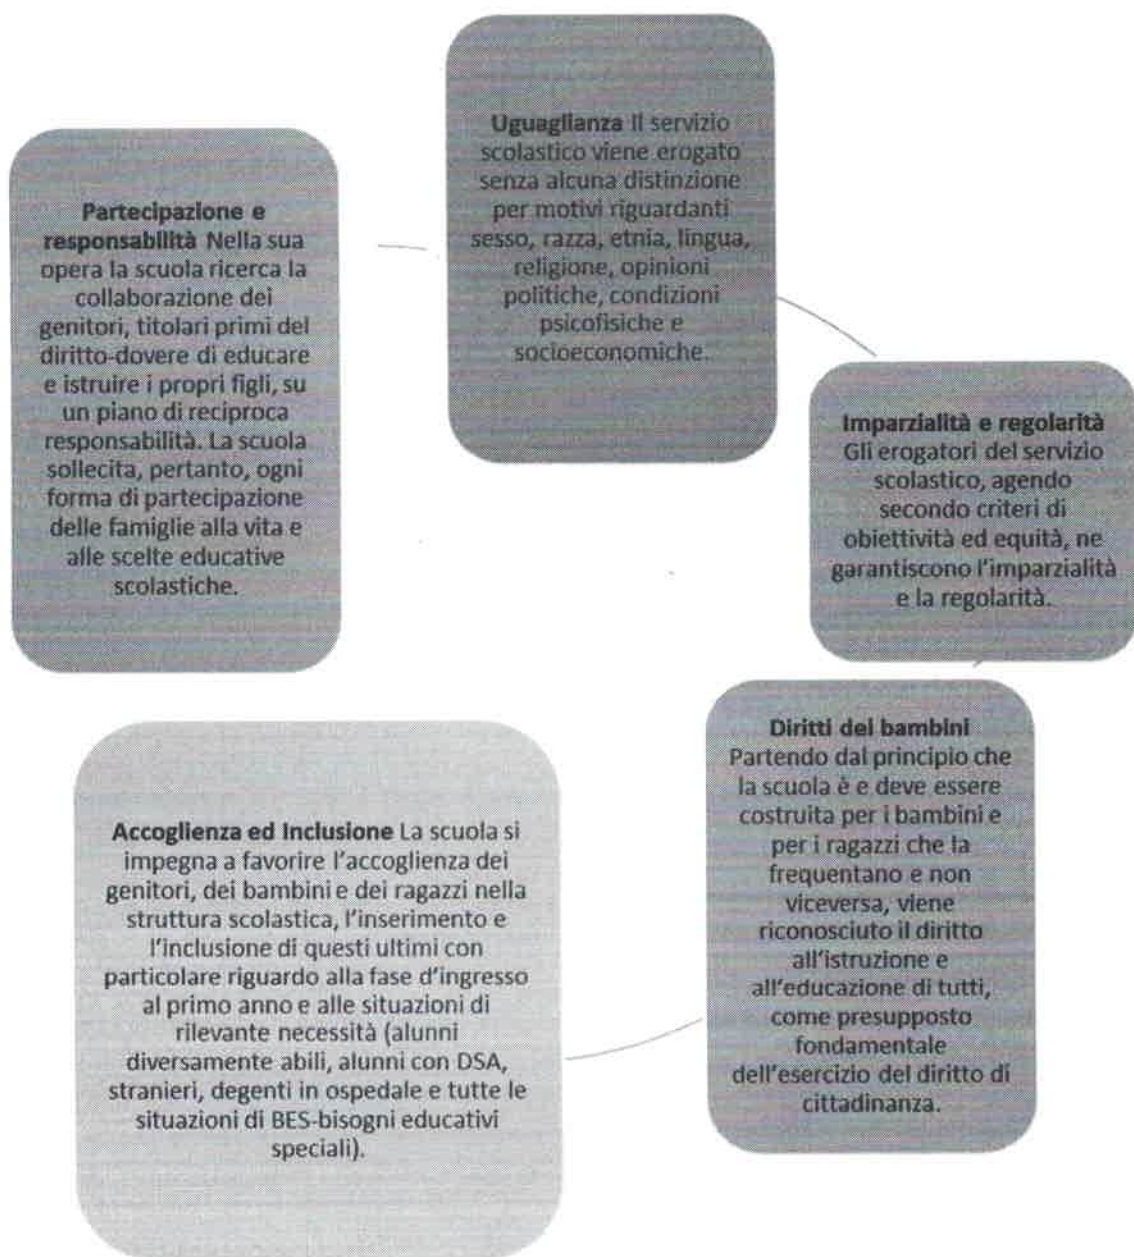 Uguaglianza Il servizio
scolastico viene erogato
senza alcuna distinzione
per motivi riguardanti
sesso, razza, etnia, lingua,
religione, opinioni
politiche, condizioni
psicofisiche e
socioeconomiche.
Imparzialità e regolarità
Gli erogatori del servizio
scolastico, agendo
secondo criteri di
obiettività ed equità, ne
garantiscono l'imparzialità
e la regolarità.
Diritti dei bambini
Partendo dal principio che
la scuola è e deve essere
costruita per i bambini e
per i ragazzi che la
frequentano e non
viceversa, viene
riconosciuto il diritto
all'istruzione e
all'educazione di tutti,
come presupposto
fondamentale
dell'esercizio del diritto di
cittadinanza.
Accoglienza ed Inclusione La scuola si
impegna a favorire l'accoglienza dei
genitori, dei bambini e dei ragazzi nella
struttura scolastica, l'inserimento e
l'inclusione di questi ultimi con
particolare riguardo alla fase d'ingresso
al primo anno e alle situazioni di
rilevante necessità (alunni
diversamente abili, alunni con DSA,
stranieri, degenti in ospedale e tutte le
situazioni di BES-bisogni educativi
speciali).
Partecipazione e
responsabilità Nella sua
opera la scuola ricerca la
collaborazione dei
genitori, titolari primi del
diritto-dovere di educare
e istruire i propri figli, su
un piano di reciproca
responsabilità. La scuola
sollecita, pertanto, ogni
forma di partecipazione
delle famiglie alla vita e
alle scelte educative
scolastiche.